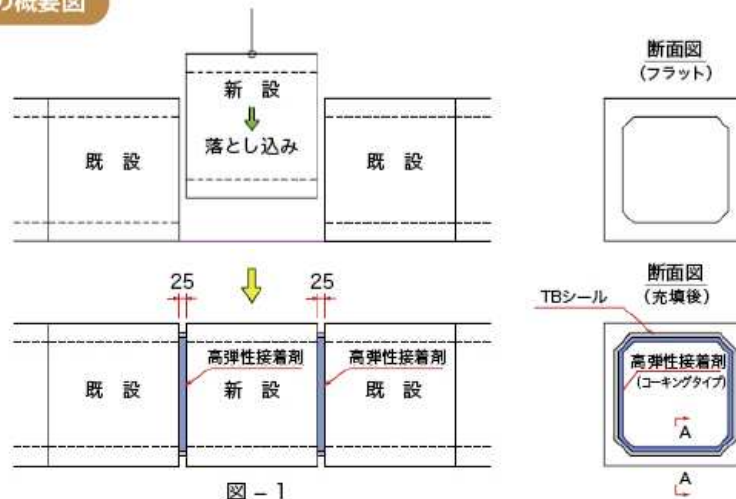 の概要図
新 設
落とし込み
既 設
既 設
断面図
(フラット)
25
25
高弾性接着剤
高弾性接着剤
既 設
新 設
既 設
図－1
断面図
(充填後)
TBシール
高弾性接着剤
(コーキングタイプ)
A
A